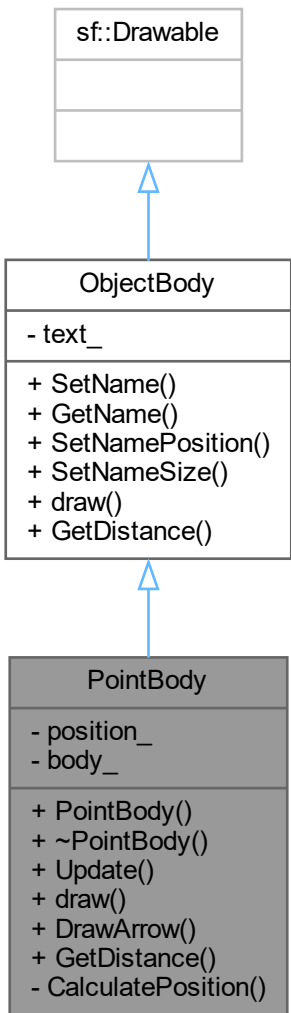 sf::Drawable
ObjectBody
- text_
+ SetName()
+ GetName()
+ SetNamePosition()
+ SetNameSize()
+ draw()
+ GetDistance()
PointBody
- position_
- body_
+ PointBody()
+ ~PointBody()
+ Update()
+ draw()
+ DrawArrow()
+ GetDistance()
- CalculatePosition()